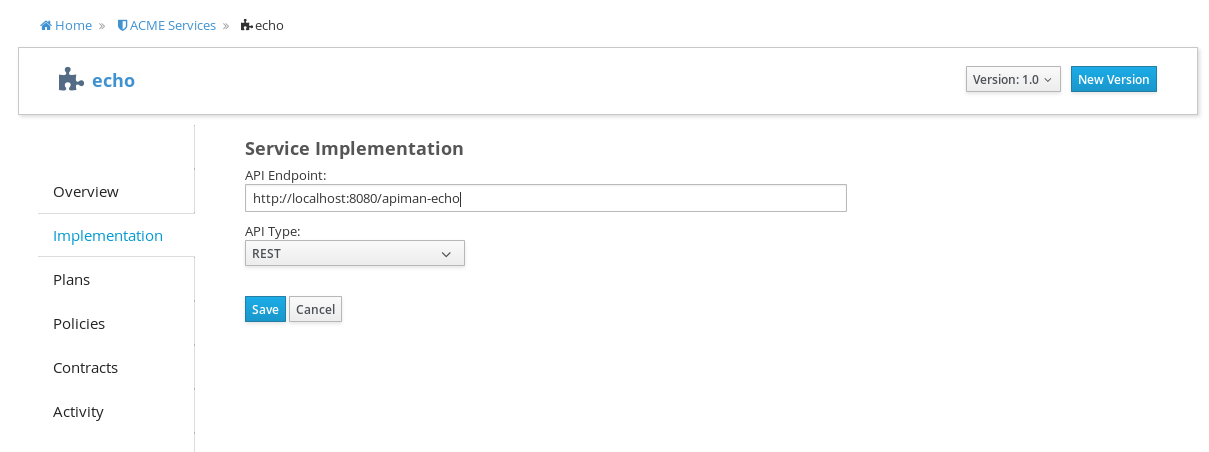 Home » ACME Services » echo
echo
Version: 1.0 New Version
Service Implementation
API Endpoint:
Overview
http://localhost:8080/apiman-echo
Implementation
API Type:
REST
Plans
Save Cancel
Policies
Contracts
Activity